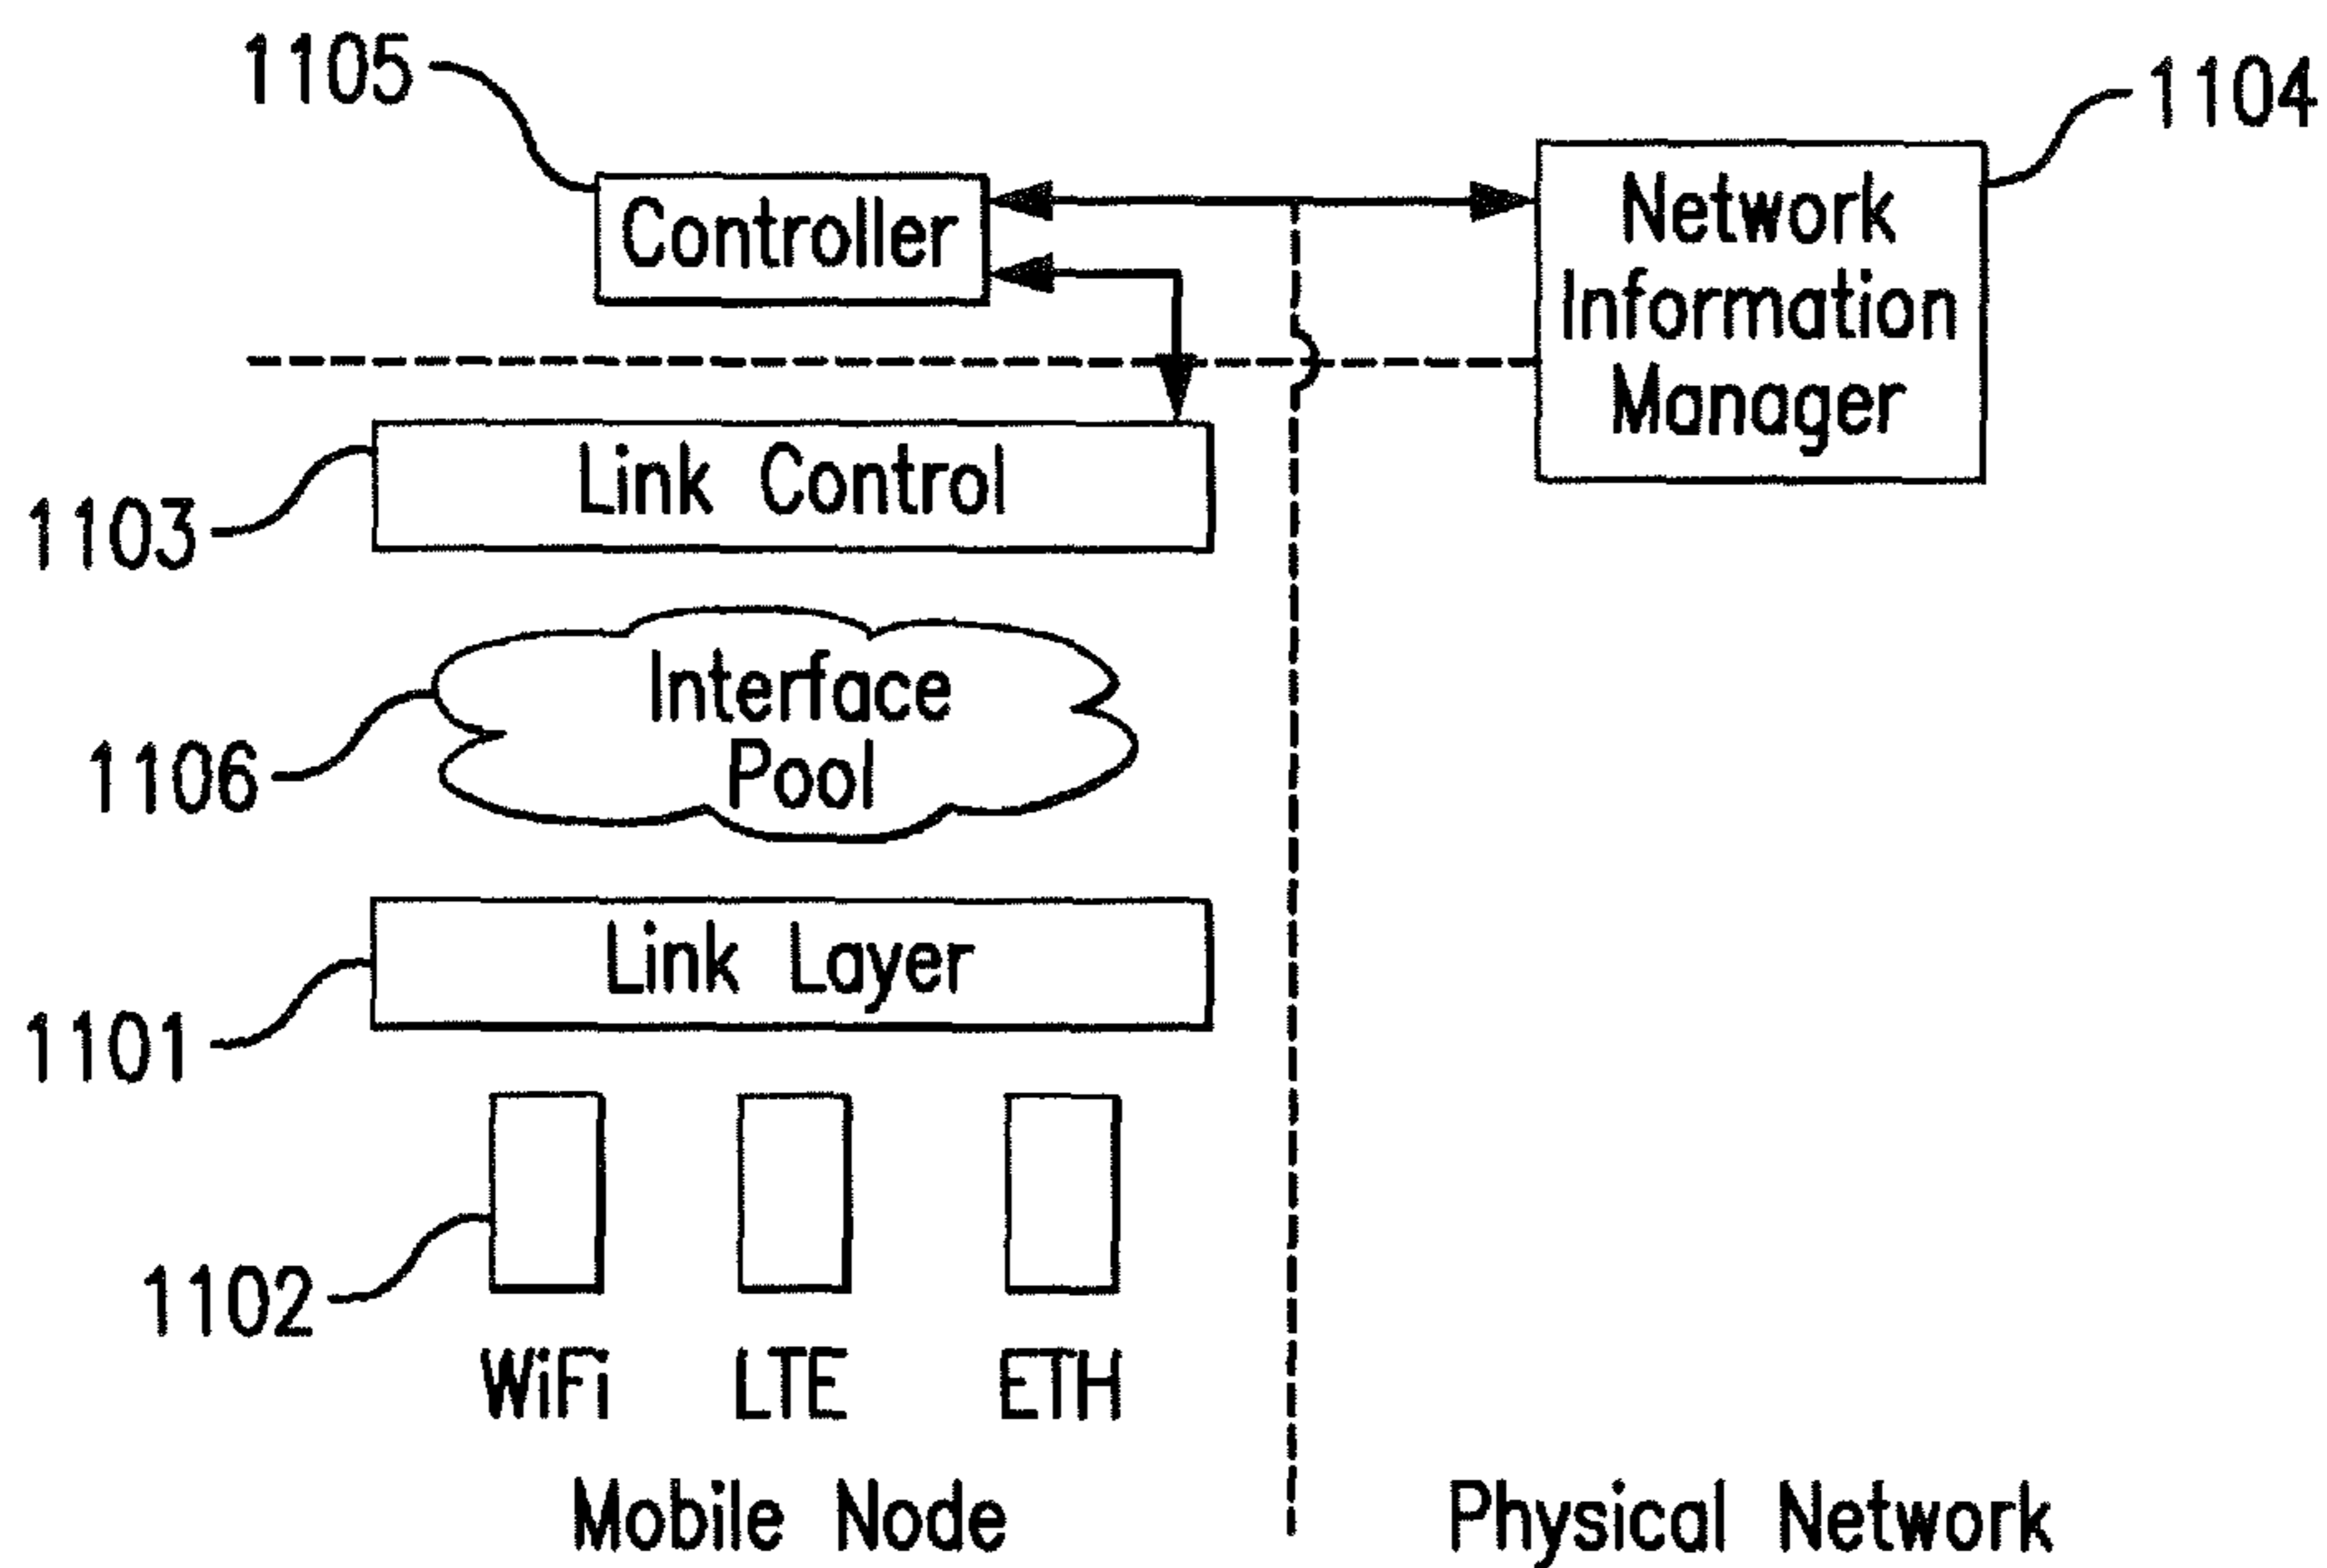 1105
1104
Controller
Network
Information
Manager
Link Control
1103
Interface
Pool
1106
Link Layer
1101
1102
WiFi LTE ETH
Mobile Node Physical Network